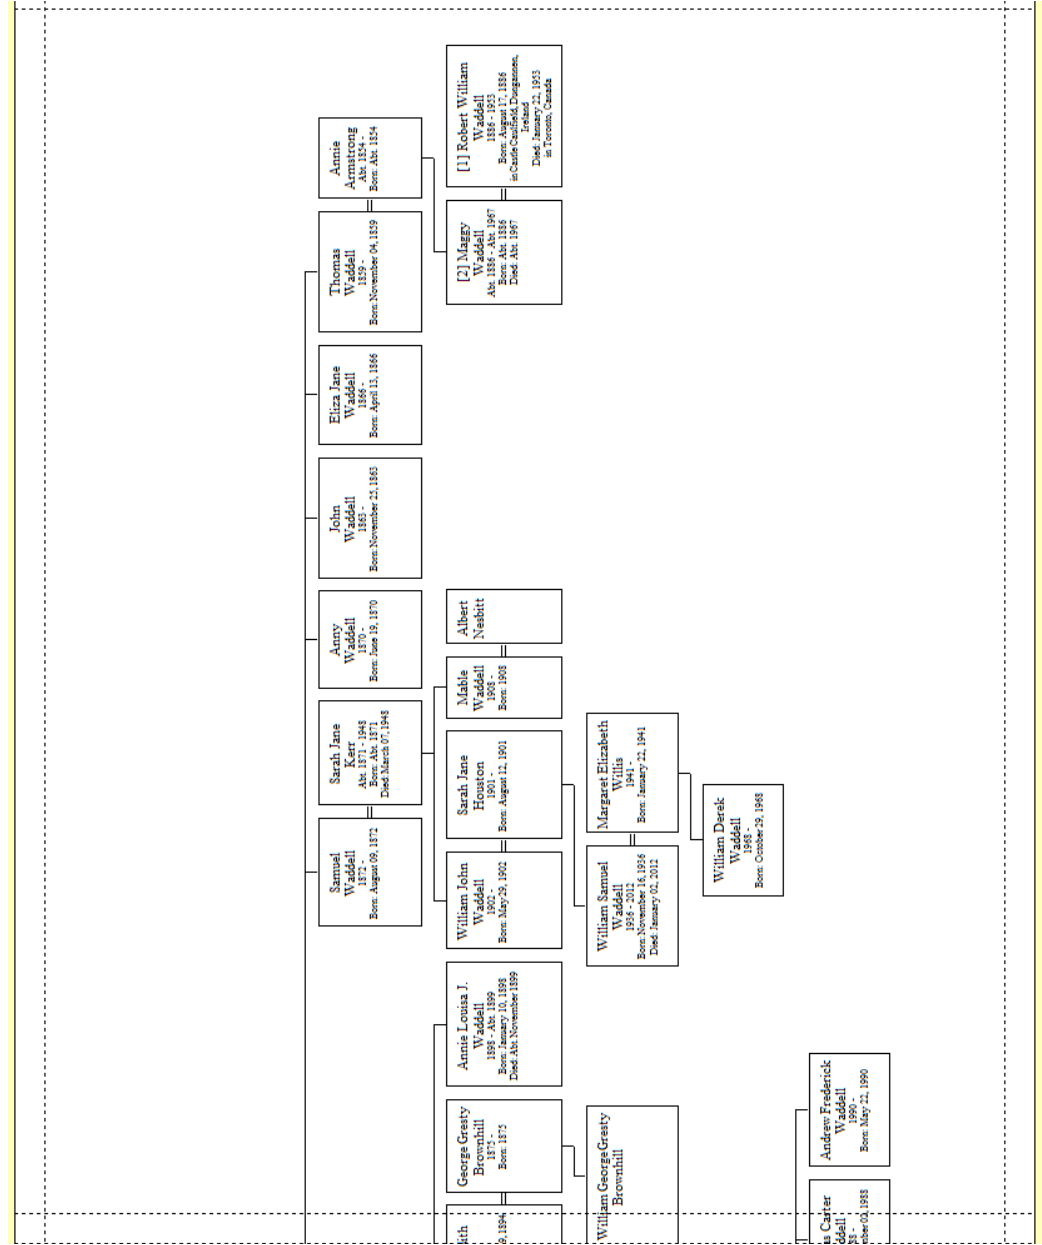 Samuel
Waddell
1872 -
Born: August 09, 1872
Sarah Jane
Kerr
Abt. 1871 - 1948
Born: Abt. 1871
Died: March 07, 1948
Anny
Waddell
1870 -
Born: June 19, 1870
John
Waddell
1863 -
Born: November 25, 1863
Eliza Jane
Waddell
1866 -
Born: April 13, 1866
Thomas
Waddell
1859 -
Born: November 04, 1859
Annie
Armstrong
Abt. 1854 -
Born: Abt. 1854
lith
9, 1894
George Gresty
Brownhill
1875 -
Born: 1875
Annie Louisa J.
Waddell
1898 - Abt. 1899
Born: January 10, 1898
Died: Abt. November 1899
William John
Waddell
1902 -
Born: May 29, 1902
Sarah Jane
Houston
1901 -
Born: August 12, 1901
Mable
Waddell
1908 -
Born: 1908
Albert
Nesbitt
[2] Maggy
Waddell
Abt. 1886 - Abt. 1967
Born: Abt. 1886
Died: Abt. 1967
[1] Robert William
Waddell
1886 - 1953
Born: August 17, 1886
in Castle Caulfield, Dungannon,
Ireland
Died: January 22, 1953
in Toronto, Canada
William George Gresty
Brownhill
William Samuel
Waddell
1936 - 2012
Born: November 16, 1936
Died: January 02, 2012
Margaret Elizabeth
Willis
1941 -
Born: January 22, 1941
William Derek
Waddell
1968 -
Born: October 29, 1968
s Carter
ddell
8 -
mber 02, 1988
Andrew Frederick
Waddell
1990 -
Born: May 22, 1990